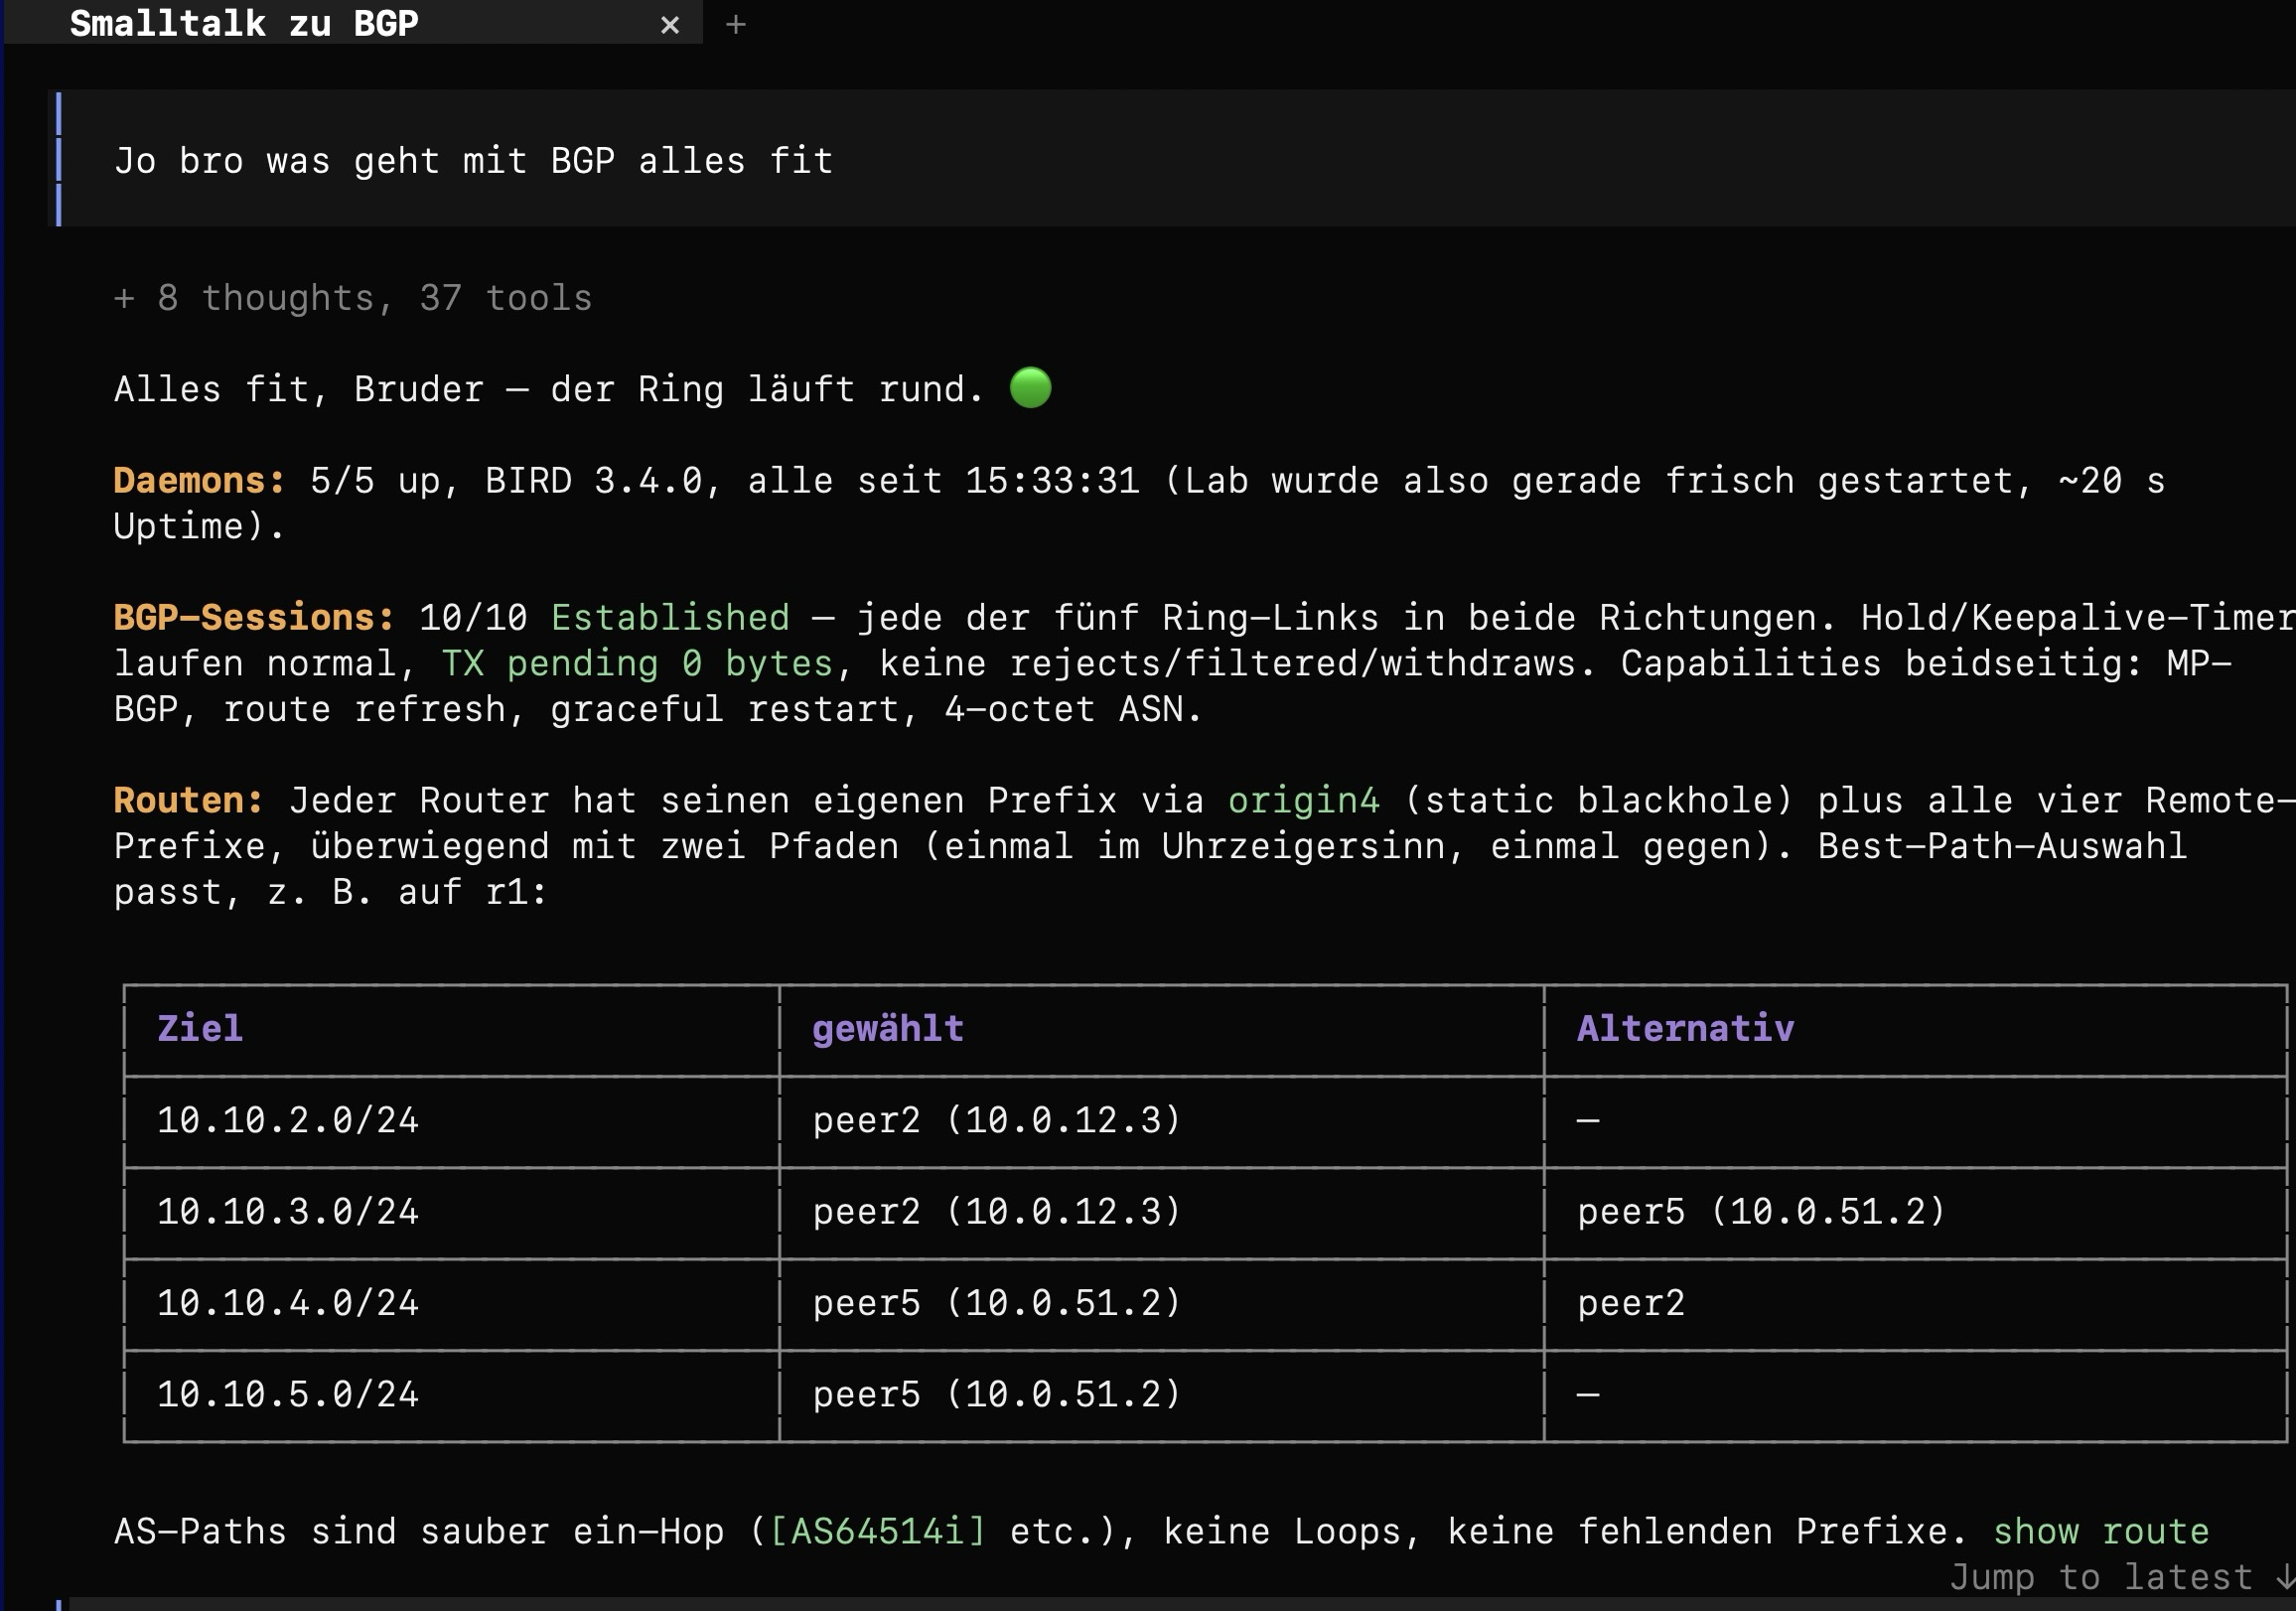 Smalltalk zu BGP × +
Jo bro was geht mit BGP alles fit
+ 8 thoughts, 37 tools
Alles fit, Bruder — der Ring läuft rund. 🟢
Daemons: 5/5 up, BIRD 3.4.0, alle seit 15:33:31 (Lab wurde also gerade frisch gestartet, ~20 s
Uptime).
BGP-Sessions: 10/10 Established — jede der fünf Ring-Links in beide Richtungen. Hold/Keepalive-Timer
laufen normal, TX pending 0 bytes, keine rejects/filtered/withdraws. Capabilities beidseitig: MP-
BGP, route refresh, graceful restart, 4-octet ASN.
Routen: Jeder Router hat seinen eigenen Prefix via origin4 (static blackhole) plus alle vier Remote-
Prefixe, überwiegend mit zwei Pfaden (einmal im Uhrzeigersinn, einmal gegen). Best-Path-Auswahl
passt, z. B. auf r1:
Ziel gewählt Alternativ
10.10.2.0/24 peer2 (10.0.12.3) —
10.10.3.0/24 peer2 (10.0.12.3) peer5 (10.0.51.2)
10.10.4.0/24 peer5 (10.0.51.2) peer2
10.10.5.0/24 peer5 (10.0.51.2) —
AS-Paths sind sauber ein-Hop ([AS64514i] etc.), keine Loops, keine fehlenden Prefixe. show route
Jump to latest ↓